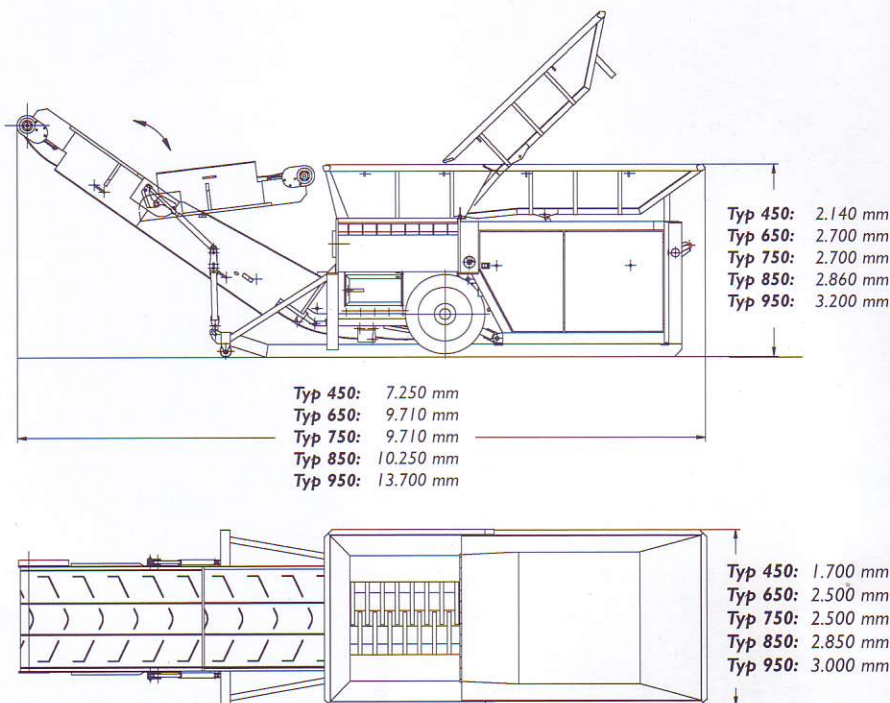 Typ 450: 2.140 mm
Typ 650: 2.700 mm
Typ 750: 2.700 mm
Typ 850: 2.860 mm
Typ 950: 3.200 mm
Typ 450: 7.250 mm
Typ 650: 9.710 mm
Typ 750: 9.710 mm
Typ 850: 10.250 mm
Typ 950: 13.700 mm
Typ 450: 1.700 mm
Typ 650: 2.500 mm
Typ 750: 2.500 mm
Typ 850: 2.850 mm
Typ 950: 3.000 mm